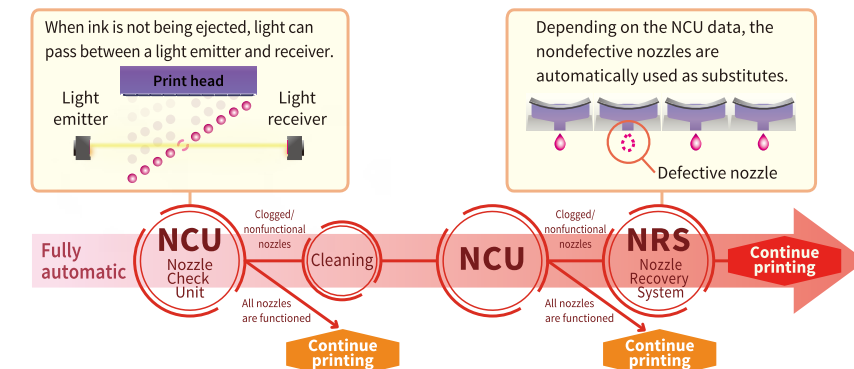 When ink is not being ejected, light can
pass between a light emitter and receiver.
Print head
Light
emitter
Light
receiver
Depending on the NCU data, the
nondefective nozzles are
automatically used as substitutes.
Defective nozzle
Fully
automatic
NCU
Nozzle
Check
Unit
Clogged/
nonfunctional
nozzles
All nozzles
are functioned
Continue
printing
Cleaning
NCU
Clogged/
nonfunctional
nozzles
All nozzles
are functioned
Continue
printing
NRS
Nozzle
Recovery
System
Continue
printing